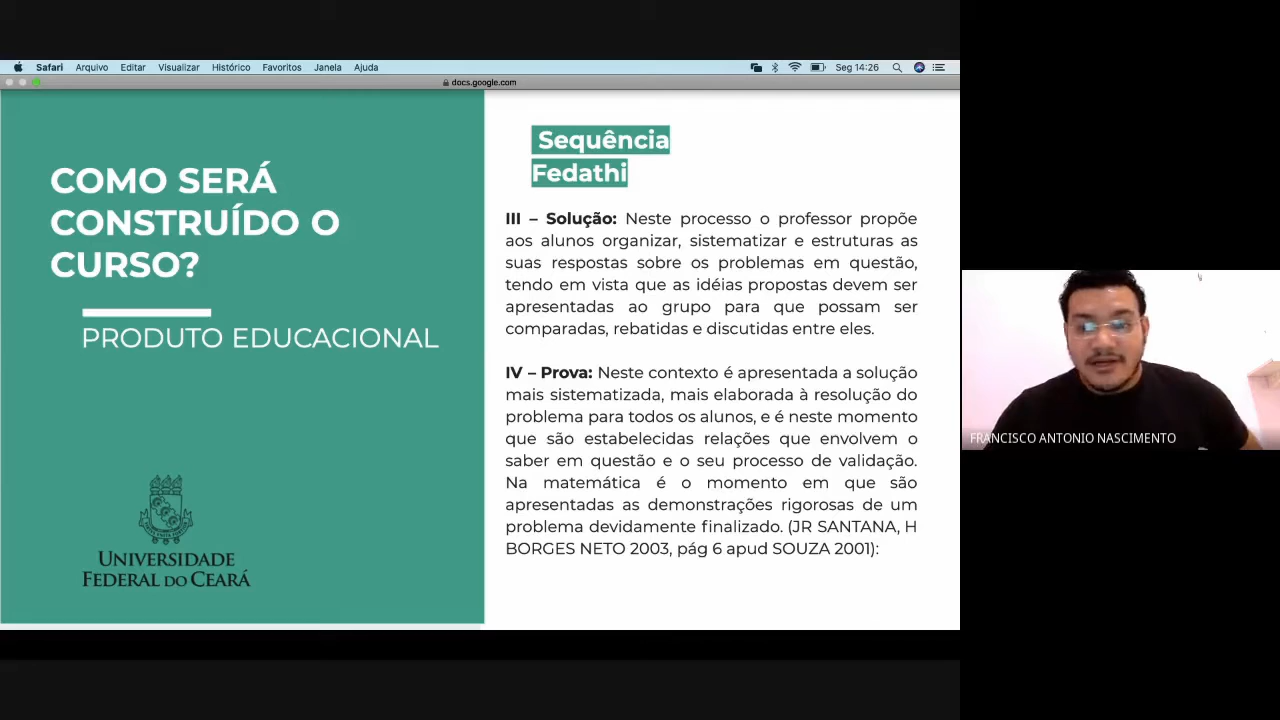 Safari Arquivo Editar Visualizar Histórico Favoritos Janela Ajuda Seg 14:26
docs.google.com
COMO SERÁ
CONSTRUÍDO O
CURSO?
PRODUTO EDUCACIONAL
UNIVERSIDADE
FEDERAL DO CEARÁ
Sequência
Fedathi
III – Solução: Neste processo o professor propõe
aos alunos organizar, sistematizar e estruturas as
suas respostas sobre os problemas em questão,
tendo em vista que as idéias propostas devem ser
apresentadas ao grupo para que possam ser
comparadas, rebatidas e discutidas entre eles.
IV – Prova: Neste contexto é apresentada a solução
mais sistematizada, mais elaborada à resolução do
problema para todos os alunos, e é neste momento
que são estabelecidas relações que envolvem o
saber em questão e o seu processo de validação.
Na matemática é o momento em que são
apresentadas as demonstrações rigorosas de um
problema devidamente finalizado. (JR SANTANA, H
BORGES NETO 2003, pág 6 apud SOUZA 2001):
FRANCISCO ANTONIO NASCIMENTO